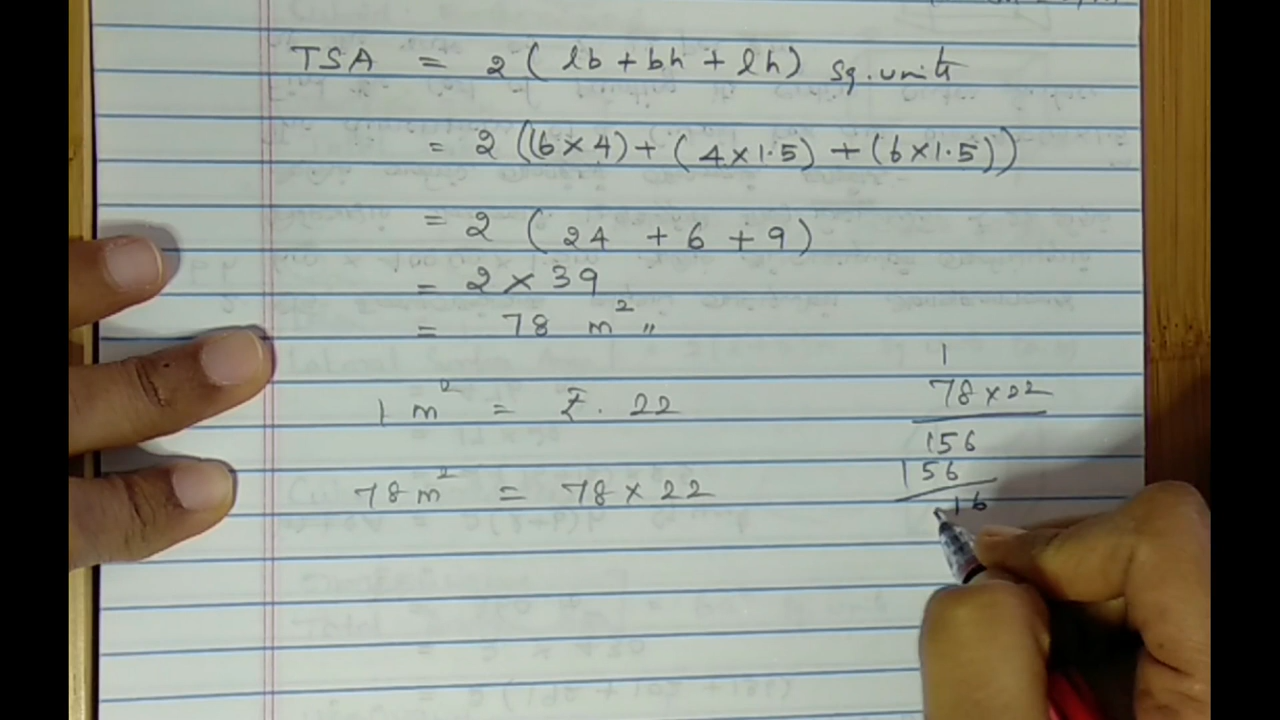 TSA = 2 (lb + bh + lh) sq. units
= 2 ((6 × 4) + (4 × 1.5) + (6 × 1.5))
= 2 (24 + 6 + 9)
= 2 × 39
= 78 m² "
1 m² = ₹. 22
78 m² = 78 × 22
1
78 × 22
156
156
16